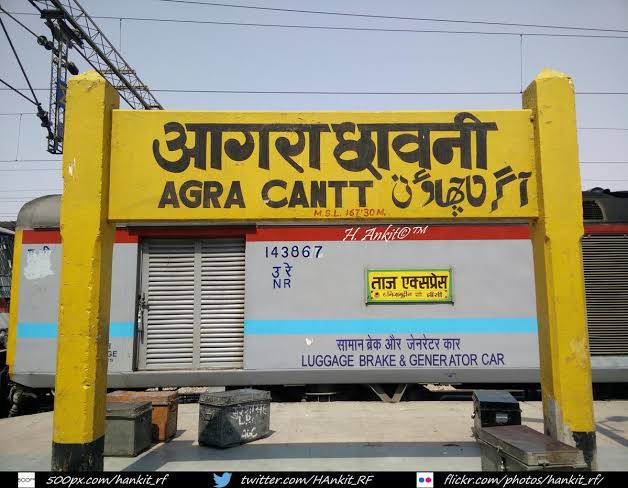 आगरा छावनी
AGRA CANTT آگرہ چھاؤنی
M.S.L. 167·30 M.
H. Ankit©™
143867
उ रे
NR
ताज एक्सप्रेस
सामान ब्रेक और जेनरेटर कार
LUGGAGE BRAKE & GENERATOR CAR
500px.com/hankit_rf/ twitter.com/HAnkit_RF flickr.com/photos/hankit_rf/